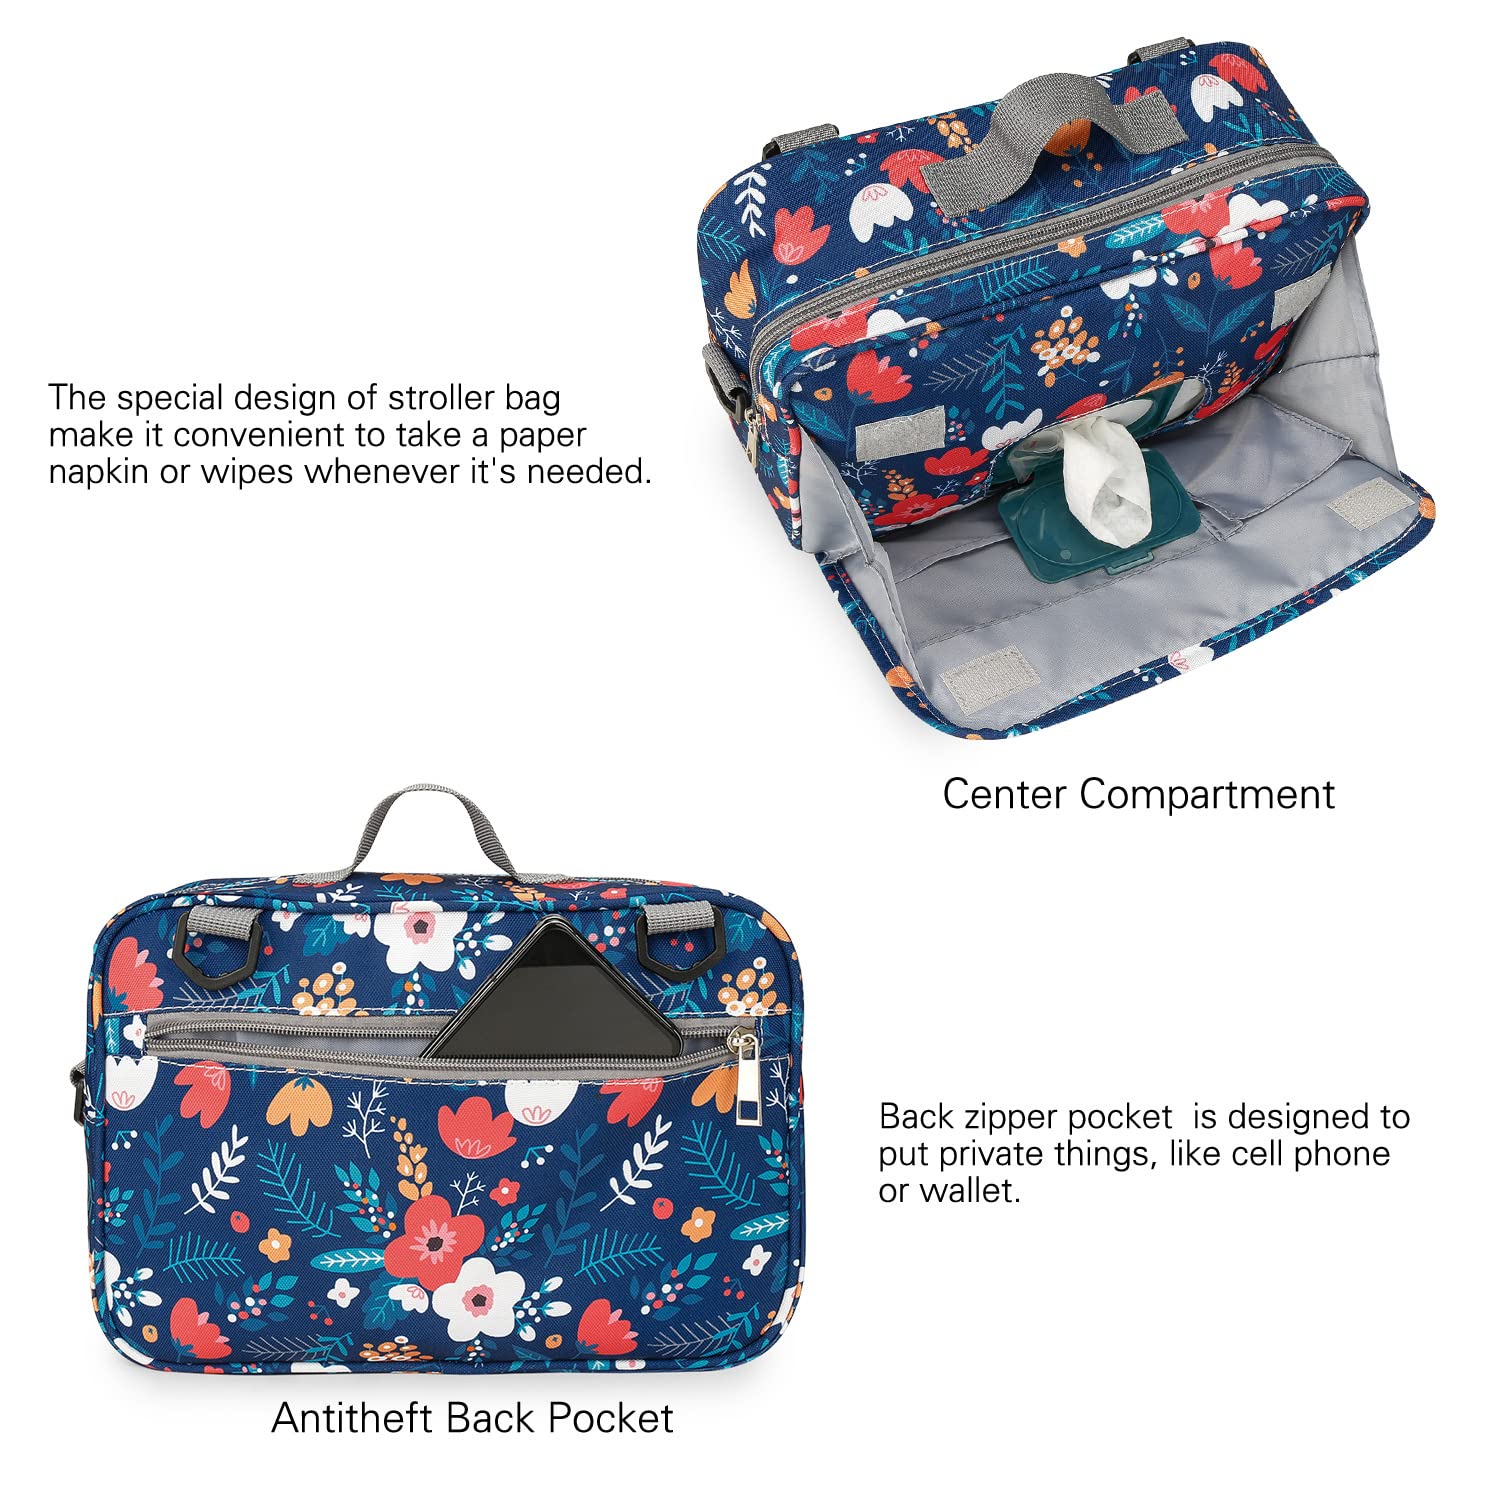 The special design of stroller bag
make it convenient to take a paper
napkin or wipes whenever it's needed.
Center Compartment
Back zipper pocket  is designed to
put private things, like cell phone
or wallet.
Antitheft Back Pocket